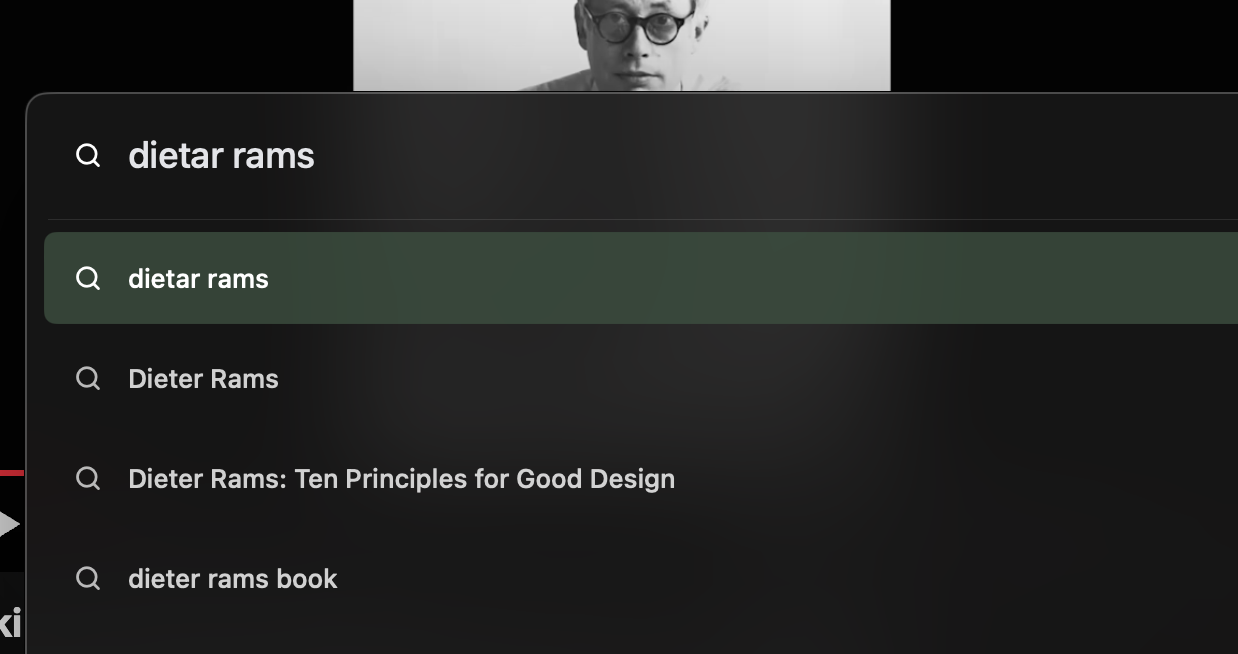 dietar rams
dietar rams
Dieter Rams
Dieter Rams: Ten Principles for Good Design
dieter rams book
ki